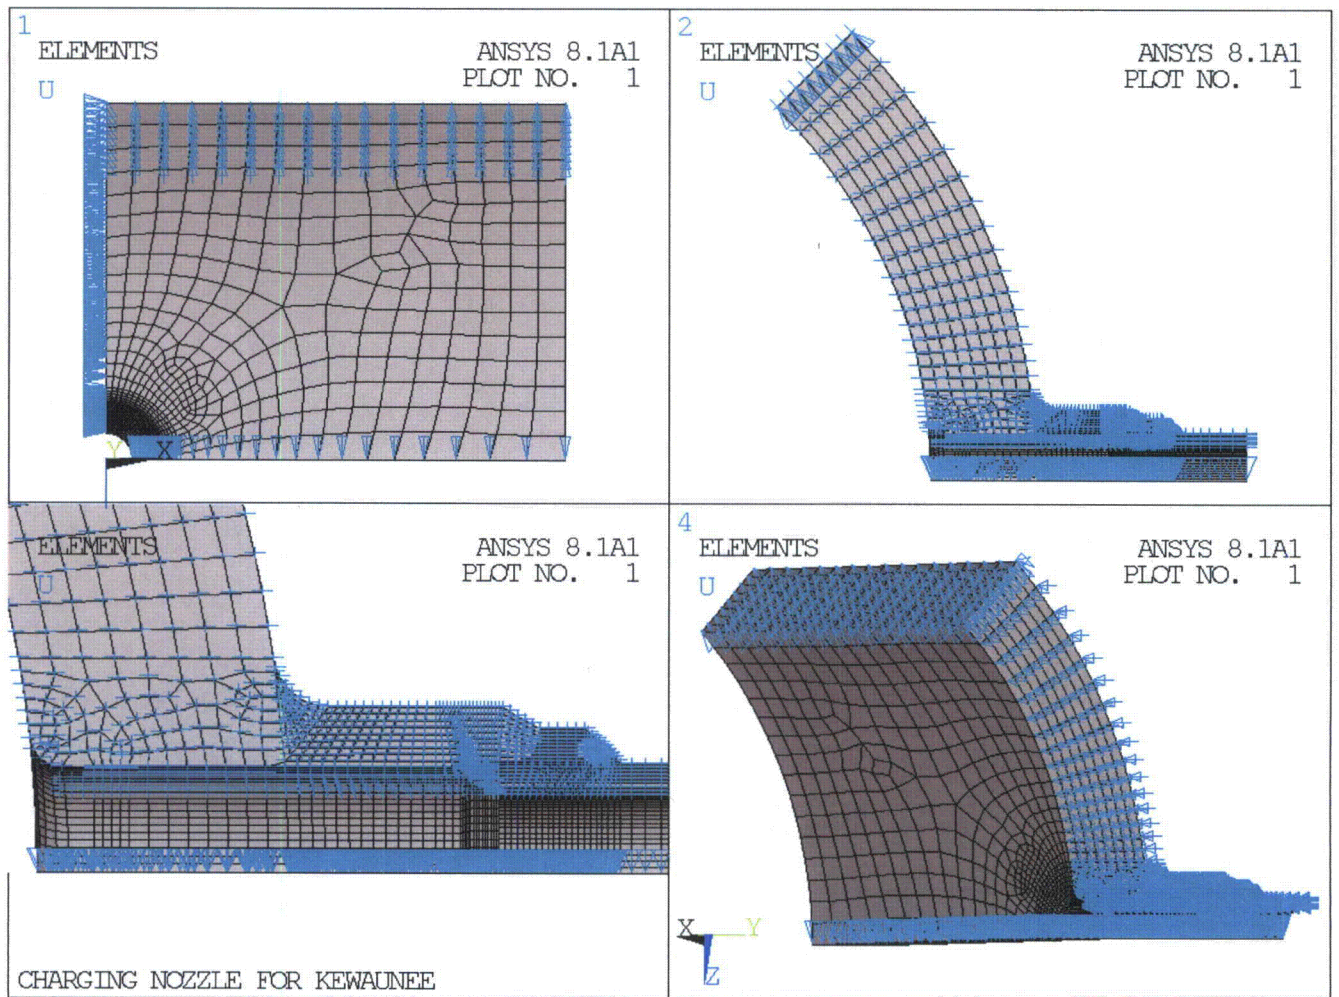 1
ELEMENTS
U
ANSYS 8.1A1
PLOT NO. 1
Y X
2
ELEMENTS
U
ANSYS 8.1A1
PLOT NO. 1
ELEMENTS
U
ANSYS 8.1A1
PLOT NO. 1
CHARGING NOZZLE FOR KEWAUNEE
4
ELEMENTS
U
ANSYS 8.1A1
PLOT NO. 1
X Y
Z